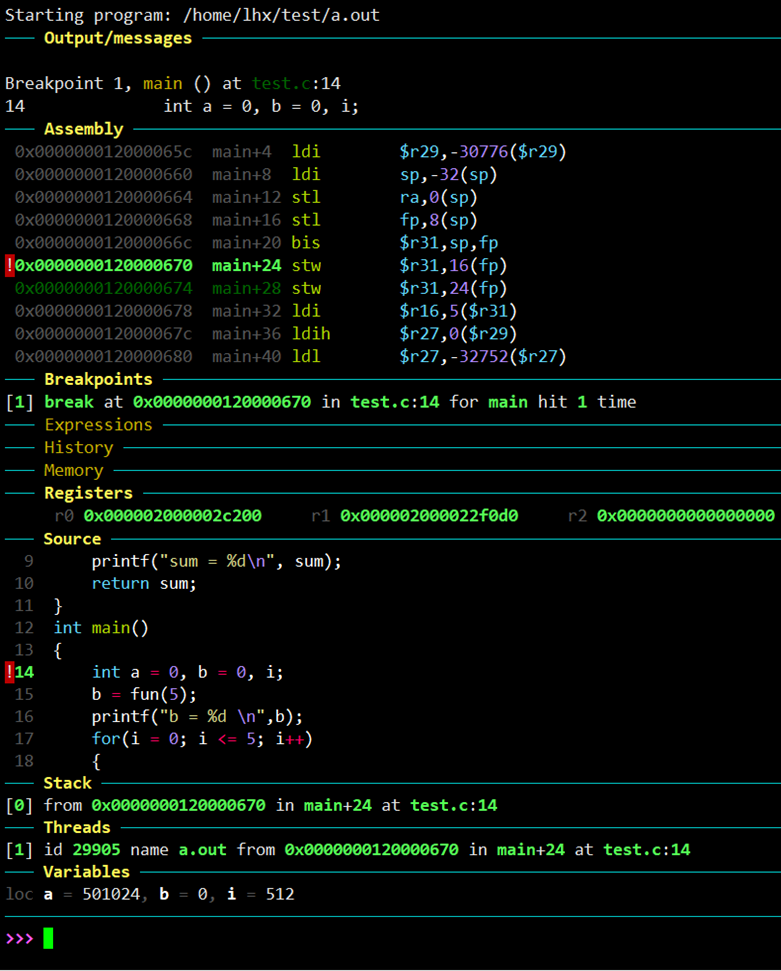 Starting program: /home/lhx/test/a.out
Output/messages
Breakpoint 1, main () at test.c:14
14 int a = 0, b = 0, i;
Assembly
0x000000012000065c main+4 ldi $r29,-30776($r29)
0x0000000120000660 main+8 ldi sp,-32(sp)
0x0000000120000664 main+12 stl ra,0(sp)
0x0000000120000668 main+16 stl fp,8(sp)
0x000000012000066c main+20 bis $r31,sp,fp
!0x0000000120000670 main+24 stw $r31,16(fp)
0x0000000120000674 main+28 stw $r31,24(fp)
0x0000000120000678 main+32 ldi $r16,5($r31)
0x000000012000067c main+36 ldih $r27,0($r29)
0x0000000120000680 main+40 ldl $r27,-32752($r27)
Breakpoints
[1] break at 0x0000000120000670 in test.c:14 for main hit 1 time
Expressions
History
Memory
Registers
r0 0x000002000002c200 r1 0x000002000022f0d0 r2 0x0000000000000000
Source
9 printf("sum = %d\n", sum);
10 return sum;
11 }
12 int main()
13 {
!14 int a = 0, b = 0, i;
15 b = fun(5);
16 printf("b = %d \n",b);
17 for(i = 0; i <= 5; i++)
18 {
Stack
[0] from 0x0000000120000670 in main+24 at test.c:14
Threads
[1] id 29905 name a.out from 0x0000000120000670 in main+24 at test.c:14
Variables
loc a = 501024, b = 0, i = 512
>>>